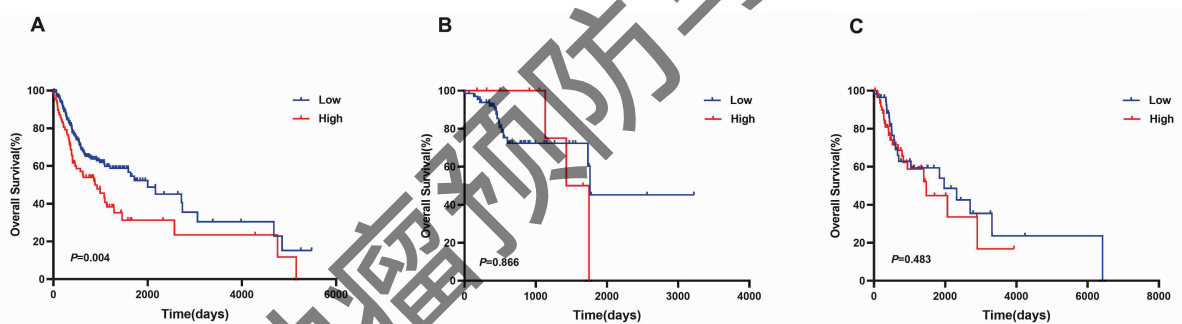 A
B
C
Low
High
Low
High
Low
High
100
80
60
40
20
0
100
80
60
40
20
0
100
80
60
40
20
0
Overall Survival(%)
Overall Survival(%)
Overall Survival(%)
P=0.004
P=0.866
P=0.483
0 2000 4000 6000
0 1000 2000 3000 4000
0 2000 4000 6000 8000
Time(days)
Time(days)
Time(days)
瘤预防